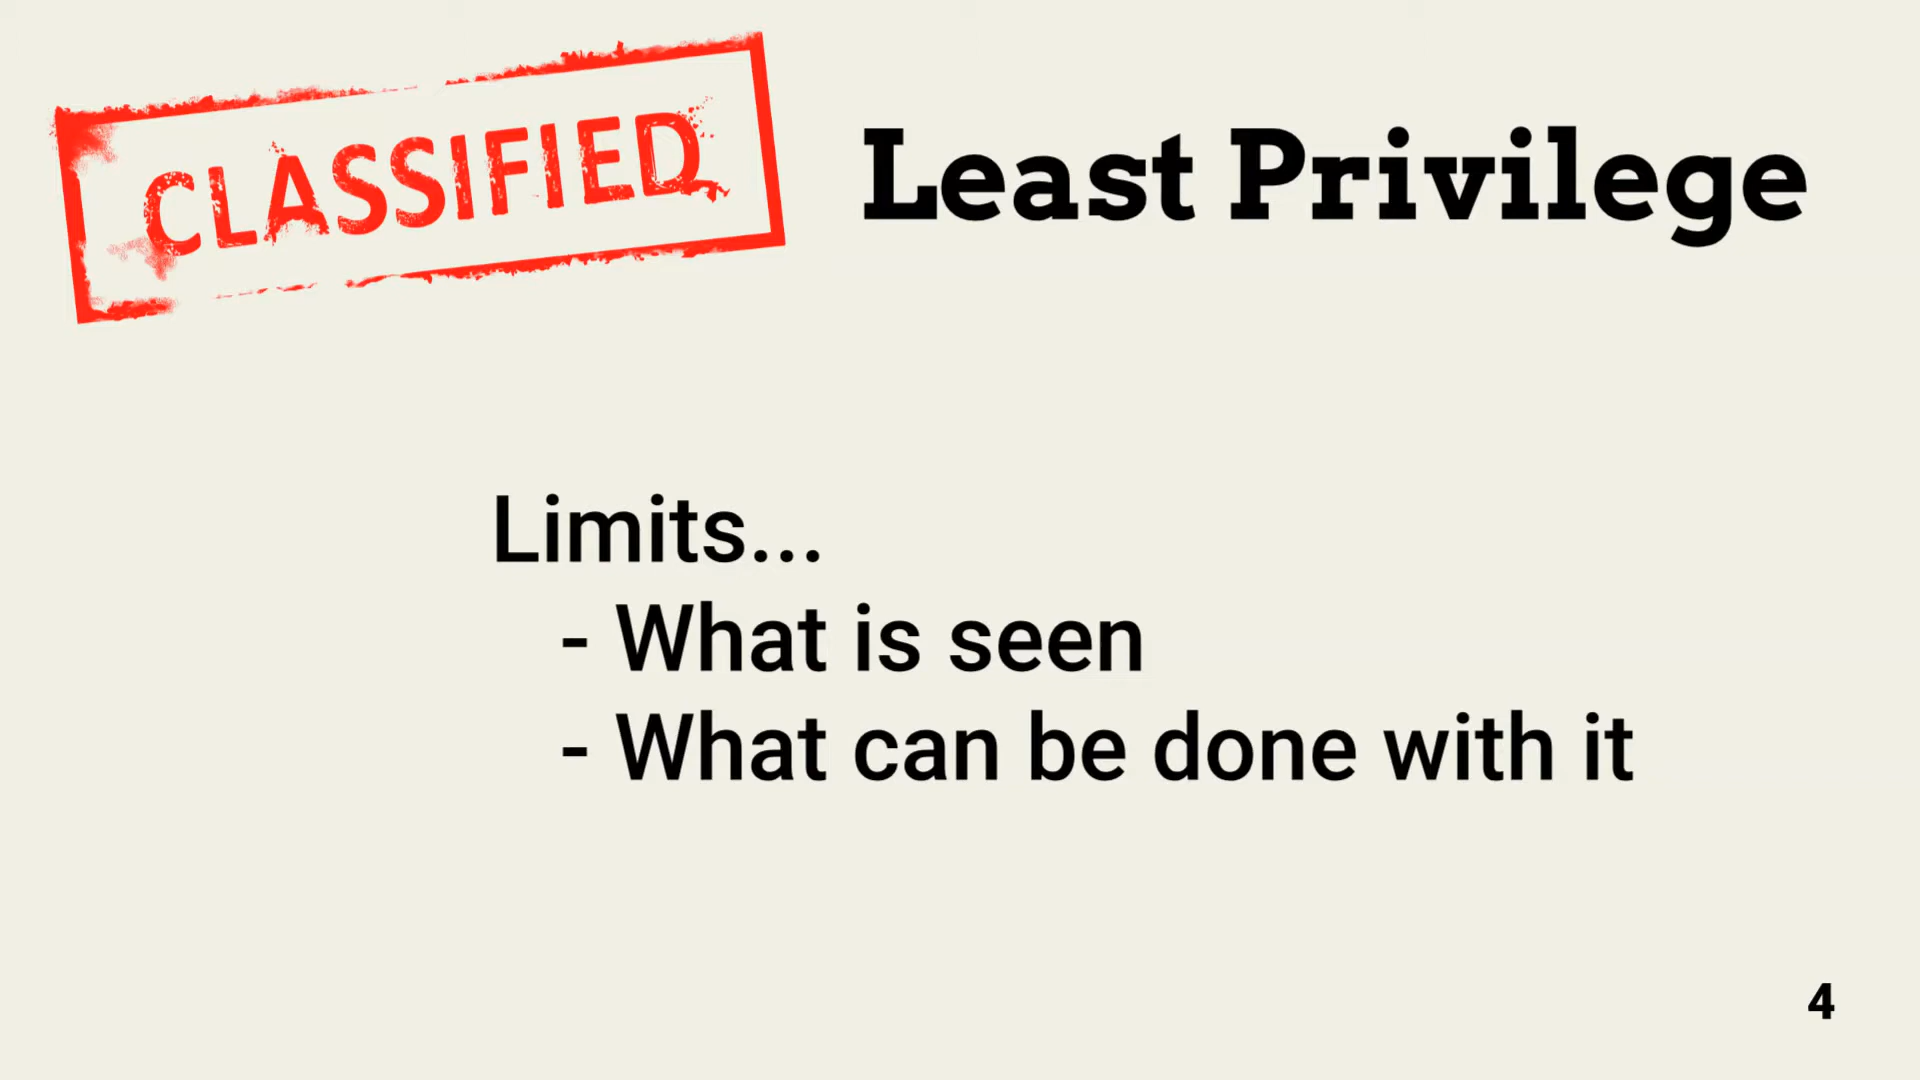 CLASSIFIED
Least Privilege
Limits...
- What is seen
- What can be done with it
4